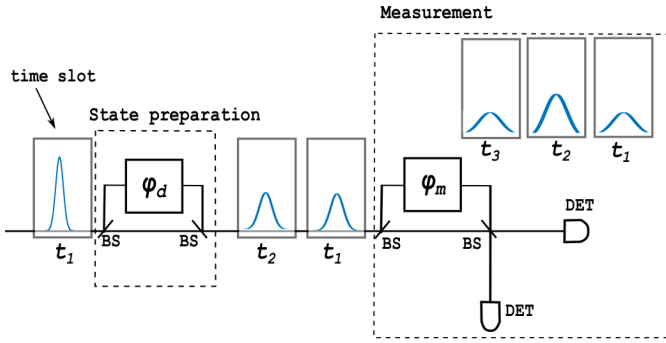 Measurement
time slot
State preparation
t3 t2 t1
φd
φm
DET
BS BS
BS BS
t1
t2 t1
DET